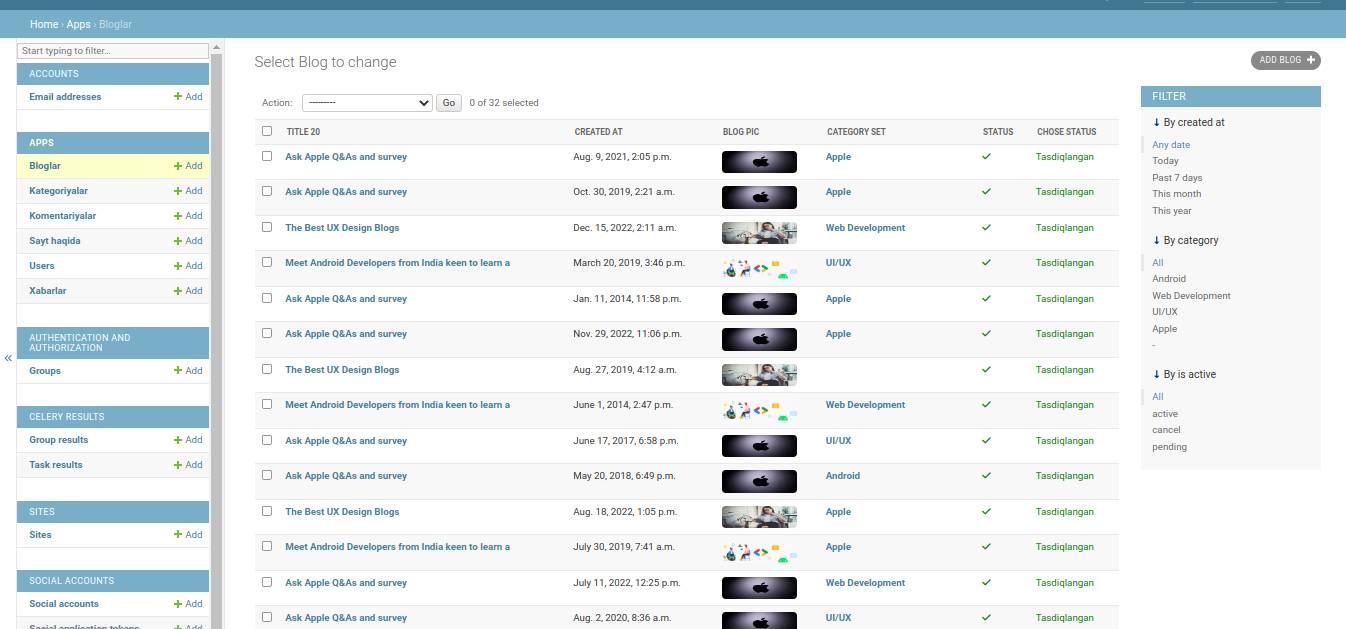 Home › Apps › Bloglar
Start typing to filter...
ACCOUNTS
Email addresses + Add
APPS
Bloglar + Add
Kategoriyalar + Add
Komentariyalar + Add
Sayt haqida + Add
Users + Add
Xabarlar + Add
AUTHENTICATION AND
AUTHORIZATION
Groups + Add
CELERY RESULTS
Group results + Add
Task results + Add
SITES
Sites + Add
SOCIAL ACCOUNTS
Social accounts + Add
Social application tokens + Add
«
Select Blog to change
ADD BLOG +
Action: --------- Go 0 of 32 selected
TITLE 20 CREATED AT BLOG PIC CATEGORY SET STATUS CHOSE STATUS
Ask Apple Q&As and survey Aug. 9, 2021, 2:05 p.m. Apple Tasdiqlangan
Ask Apple Q&As and survey Oct. 30, 2019, 2:21 a.m. Apple Tasdiqlangan
The Best UX Design Blogs Dec. 15, 2022, 2:11 a.m. Web Development Tasdiqlangan
Meet Android Developers from India keen to learn a March 20, 2019, 3:46 p.m. UI/UX Tasdiqlangan
Ask Apple Q&As and survey Jan. 11, 2014, 11:58 p.m. Apple Tasdiqlangan
Ask Apple Q&As and survey Nov. 29, 2022, 11:06 p.m. Apple Tasdiqlangan
The Best UX Design Blogs Aug. 27, 2019, 4:12 a.m. Tasdiqlangan
Meet Android Developers from India keen to learn a June 1, 2014, 2:47 p.m. Web Development Tasdiqlangan
Ask Apple Q&As and survey June 17, 2017, 6:58 p.m. UI/UX Tasdiqlangan
Ask Apple Q&As and survey May 20, 2018, 6:49 p.m. Android Tasdiqlangan
The Best UX Design Blogs Aug. 18, 2022, 1:05 p.m. Apple Tasdiqlangan
Meet Android Developers from India keen to learn a July 30, 2019, 7:41 a.m. Apple Tasdiqlangan
Ask Apple Q&As and survey July 11, 2022, 12:25 p.m. Web Development Tasdiqlangan
Ask Apple Q&As and survey Aug. 2, 2020, 8:36 a.m. UI/UX Tasdiqlangan
FILTER
↓ By created at
Any date
Today
Past 7 days
This month
This year
↓ By category
All
Android
Web Development
UI/UX
Apple
-
↓ By is active
All
active
cancel
pending